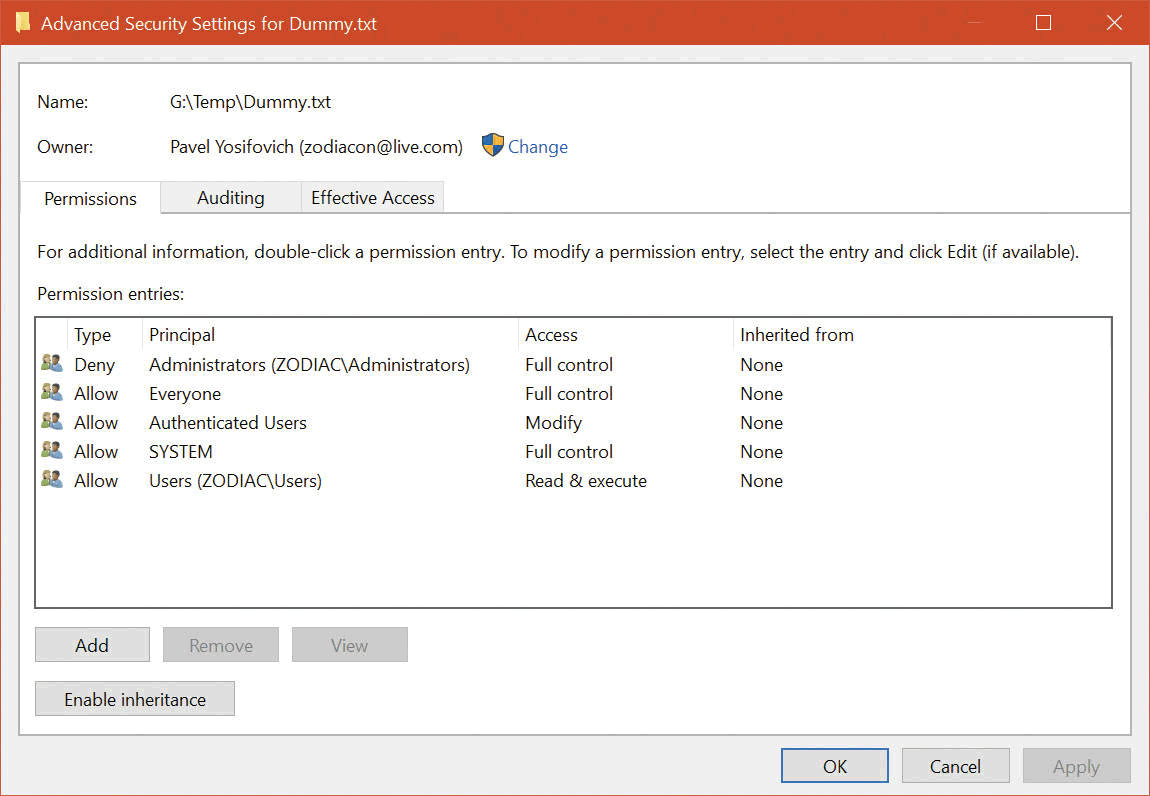 Advanced Security Settings for Dummy.txt
Name: G:\Temp\Dummy.txt
Owner: Pavel Yosifovich (zodiacon@live.com) Change
Permissions Auditing Effective Access
For additional information, double-click a permission entry. To modify a permission entry, select the entry and click Edit (if available).
Permission entries:
Type Principal Access Inherited from
Deny Administrators (ZODIAC\Administrators) Full control None
Allow Everyone Full control None
Allow Authenticated Users Modify None
Allow SYSTEM Full control None
Allow Users (ZODIAC\Users) Read & execute None
Add Remove View
Enable inheritance
OK Cancel Apply